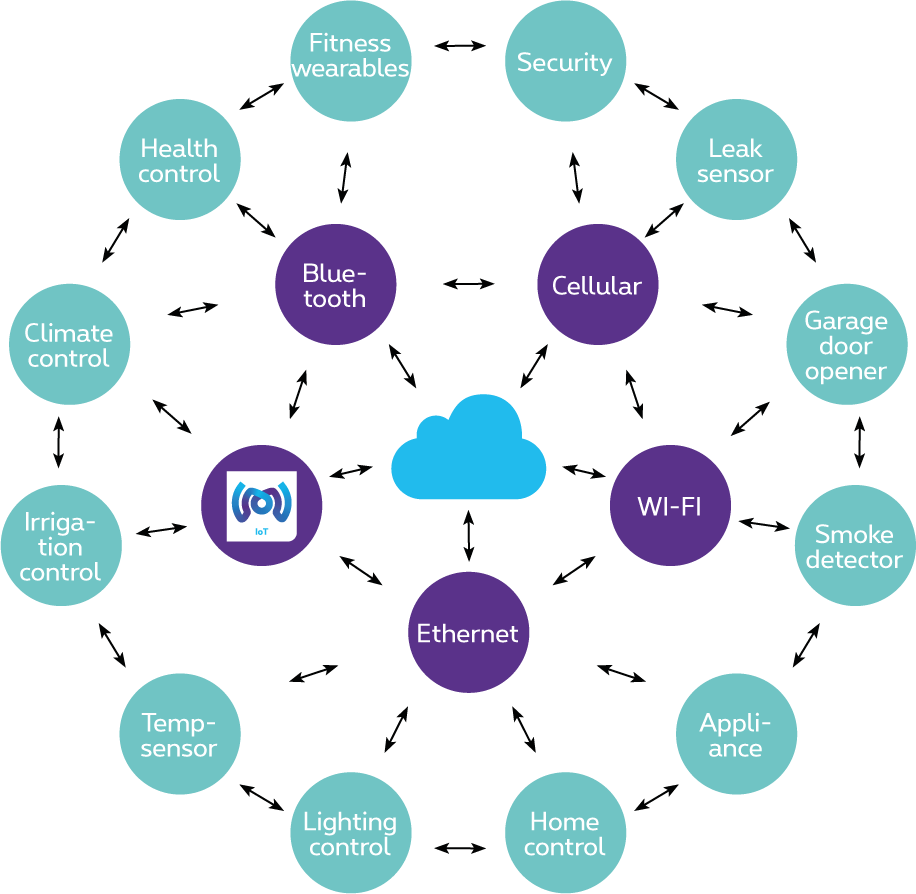 Fitness
wearables
Security
Health
control
Leak
sensor
Blue-
tooth
Cellular
Climate
control
Garage
door
opener
IoT
WI-FI
Irriga-
tion
control
Smoke
detector
Ethernet
Temp-
sensor
Appli-
ance
Lighting
control
Home
control